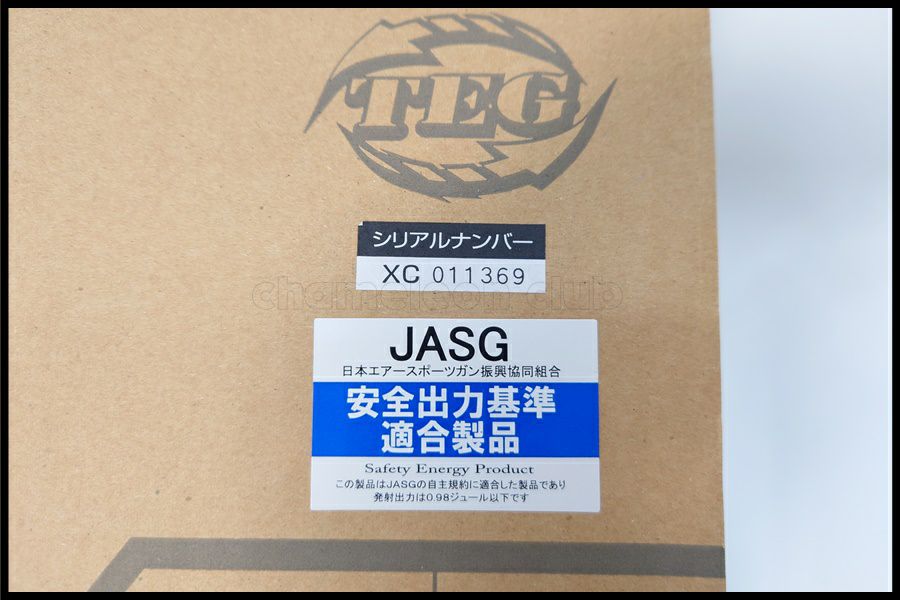 TEG
シリアルナンバー
XC 011369
chameleon club
JASG
日本エアースポーツガン振興協同組合
安全出力基準
適合製品
Safety Energy Product
この製品はJASGの自主規約に適合した製品であり
発射出力は0.98ジュール以下です